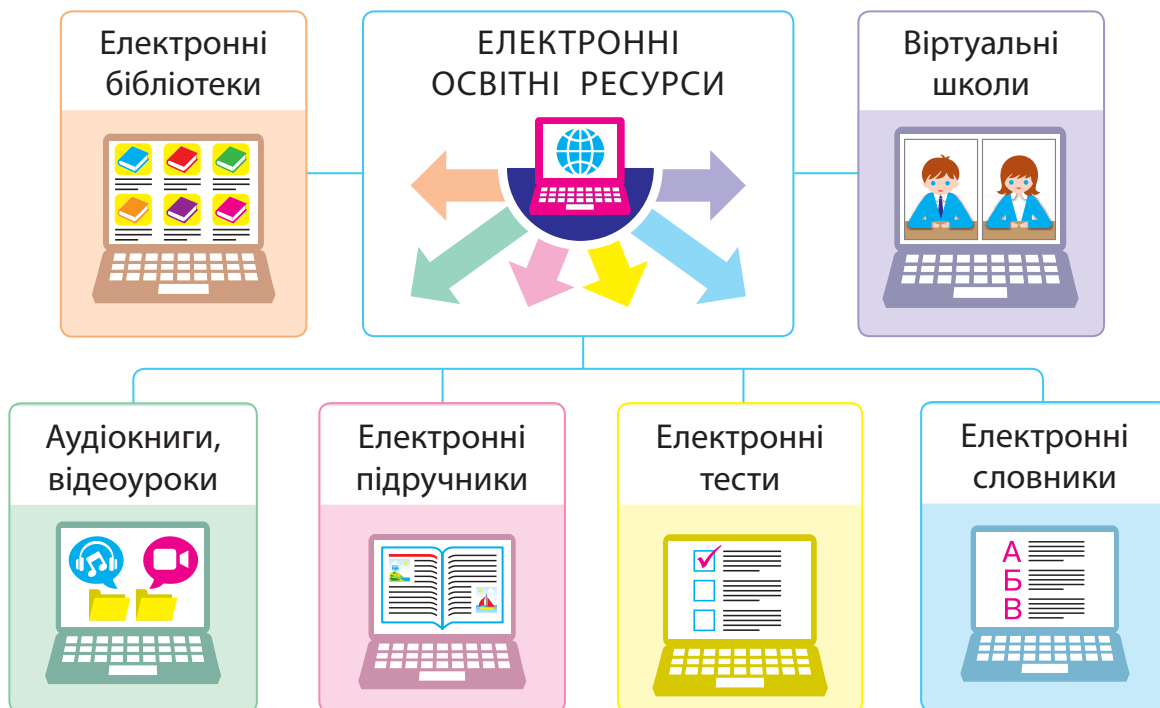 Електронні
бібліотеки
ЕЛЕКТРОННІ
ОСВІТНІ РЕСУРСИ
Віртуальні
школи
Аудіокниги,
відеоуроки
Електронні
підручники
Електронні
тести
Електронні
словники
А
Б
В